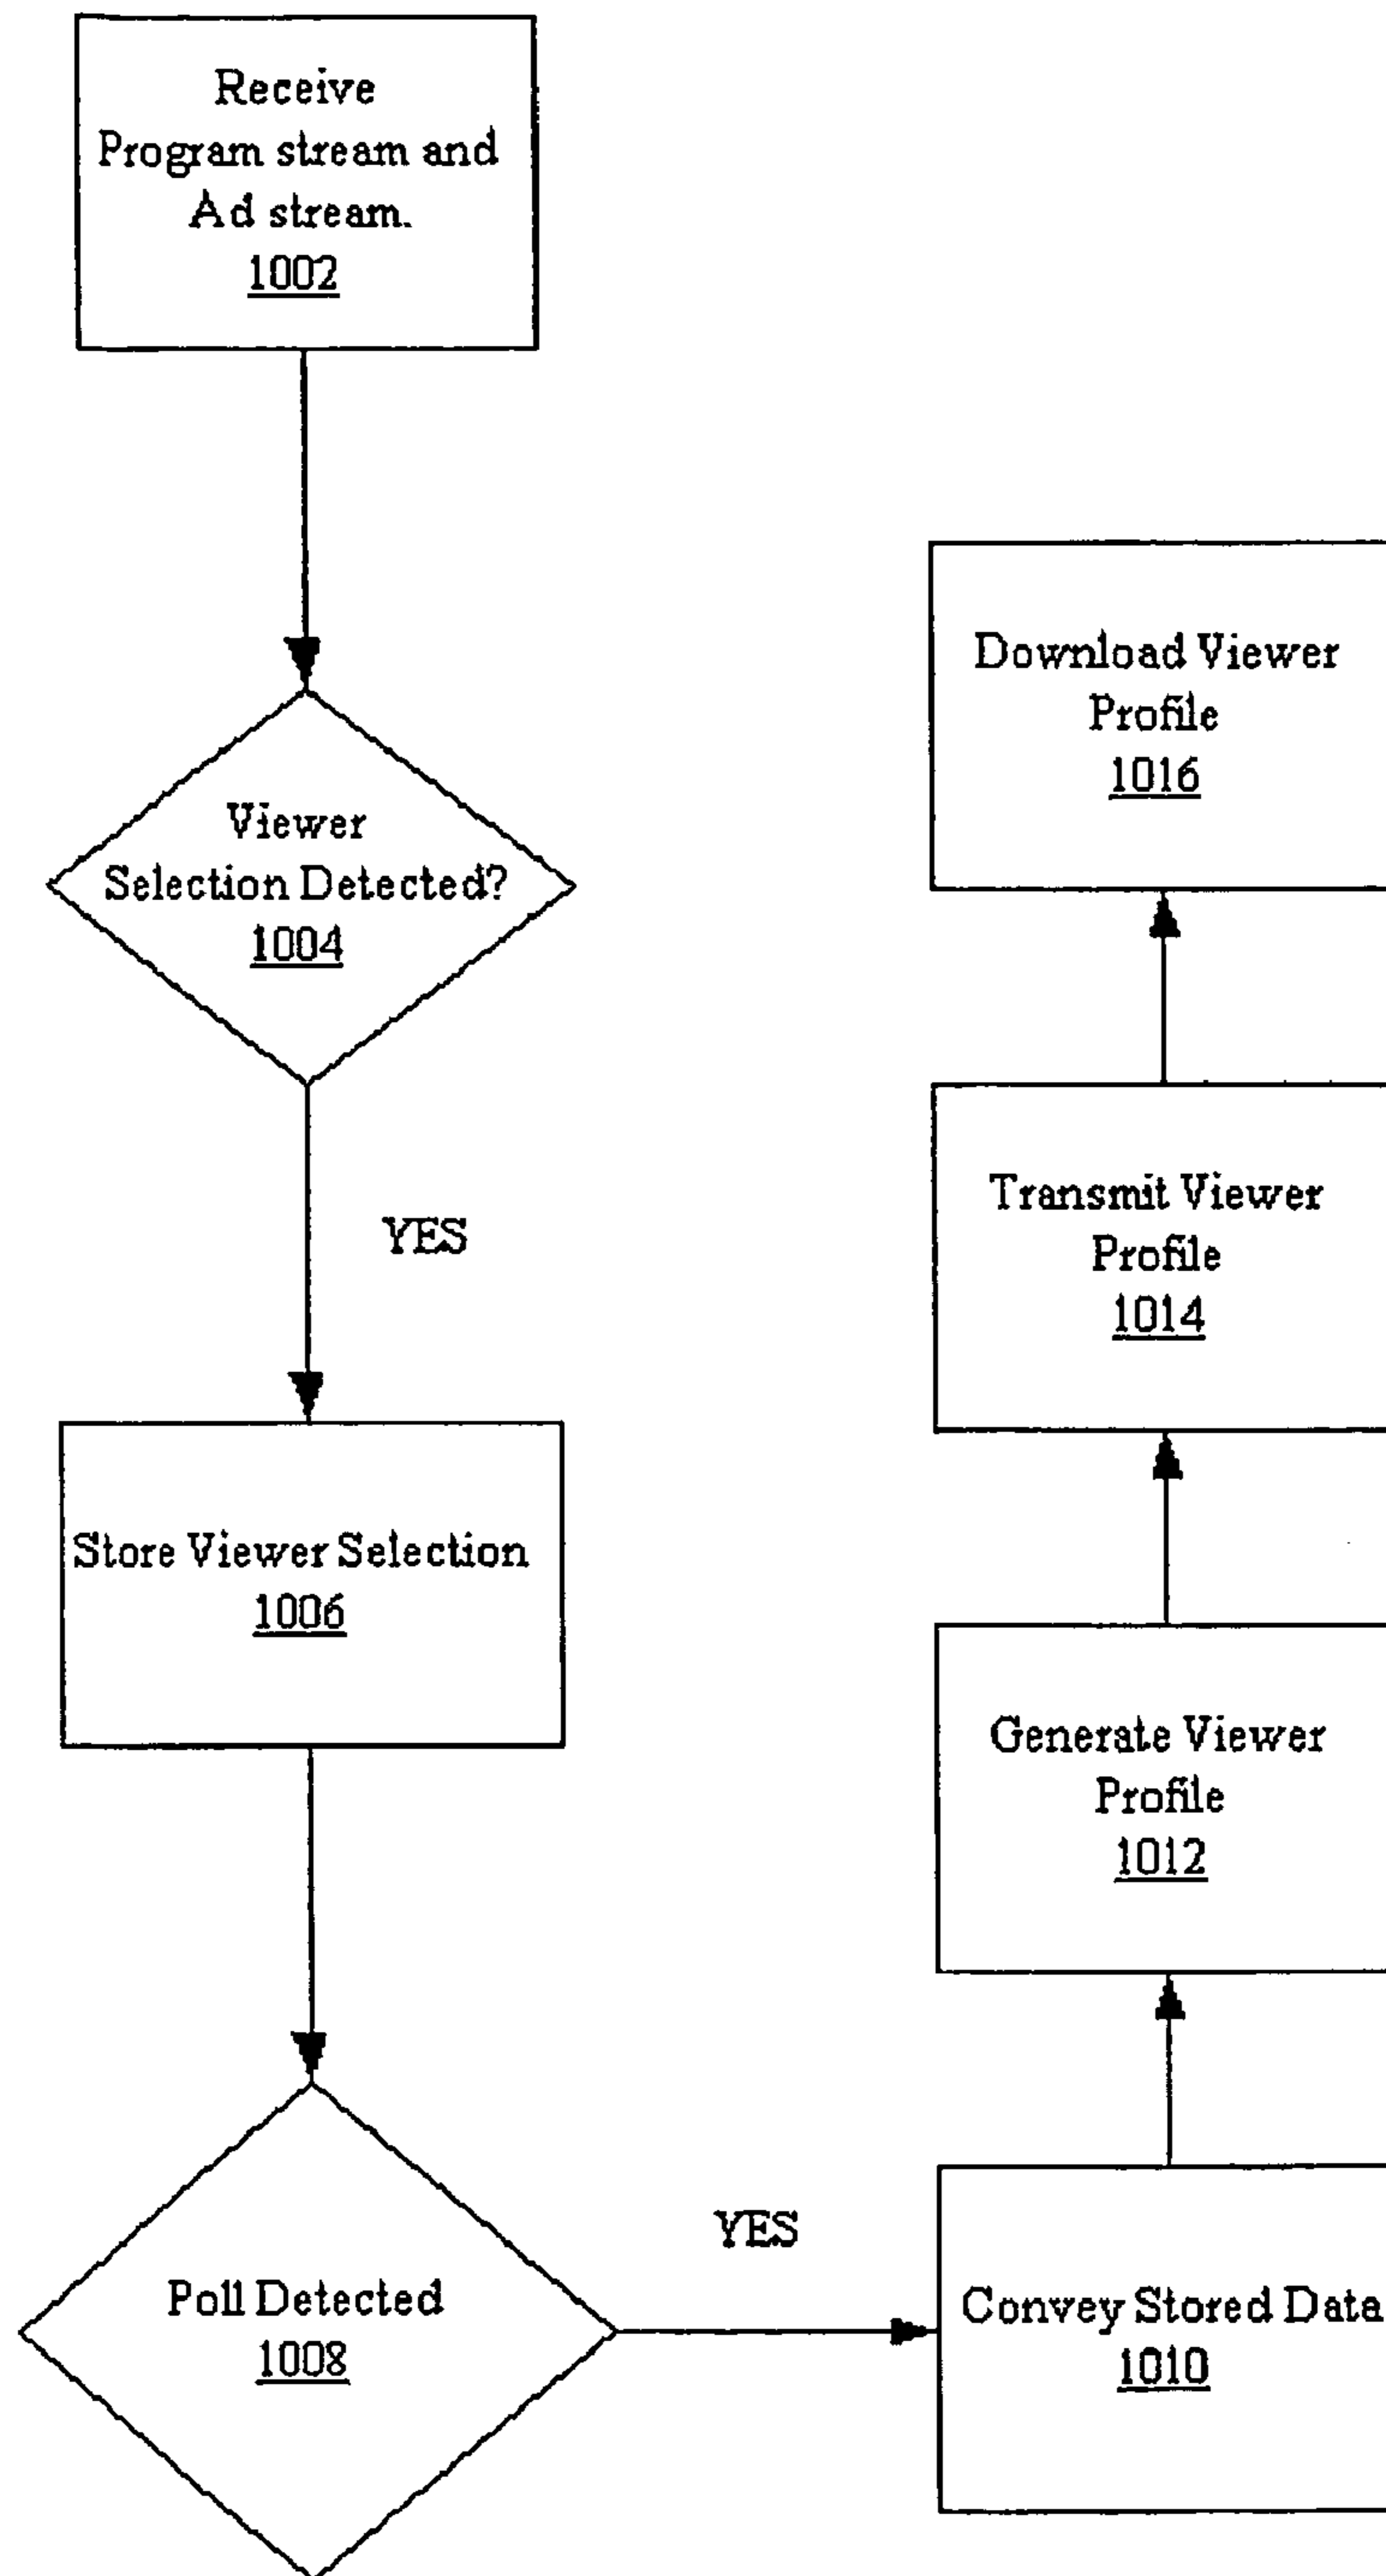 Receive
Program stream and
Ad stream.
1002
Viewer
Selection Detected?
1004
YES
Store Viewer Selection
1006
Poll Detected
1008
YES
Convey Stored Data
1010
Generate Viewer
Profile
1012
Transmit Viewer
Profile
1014
Download Viewer
Profile
1016